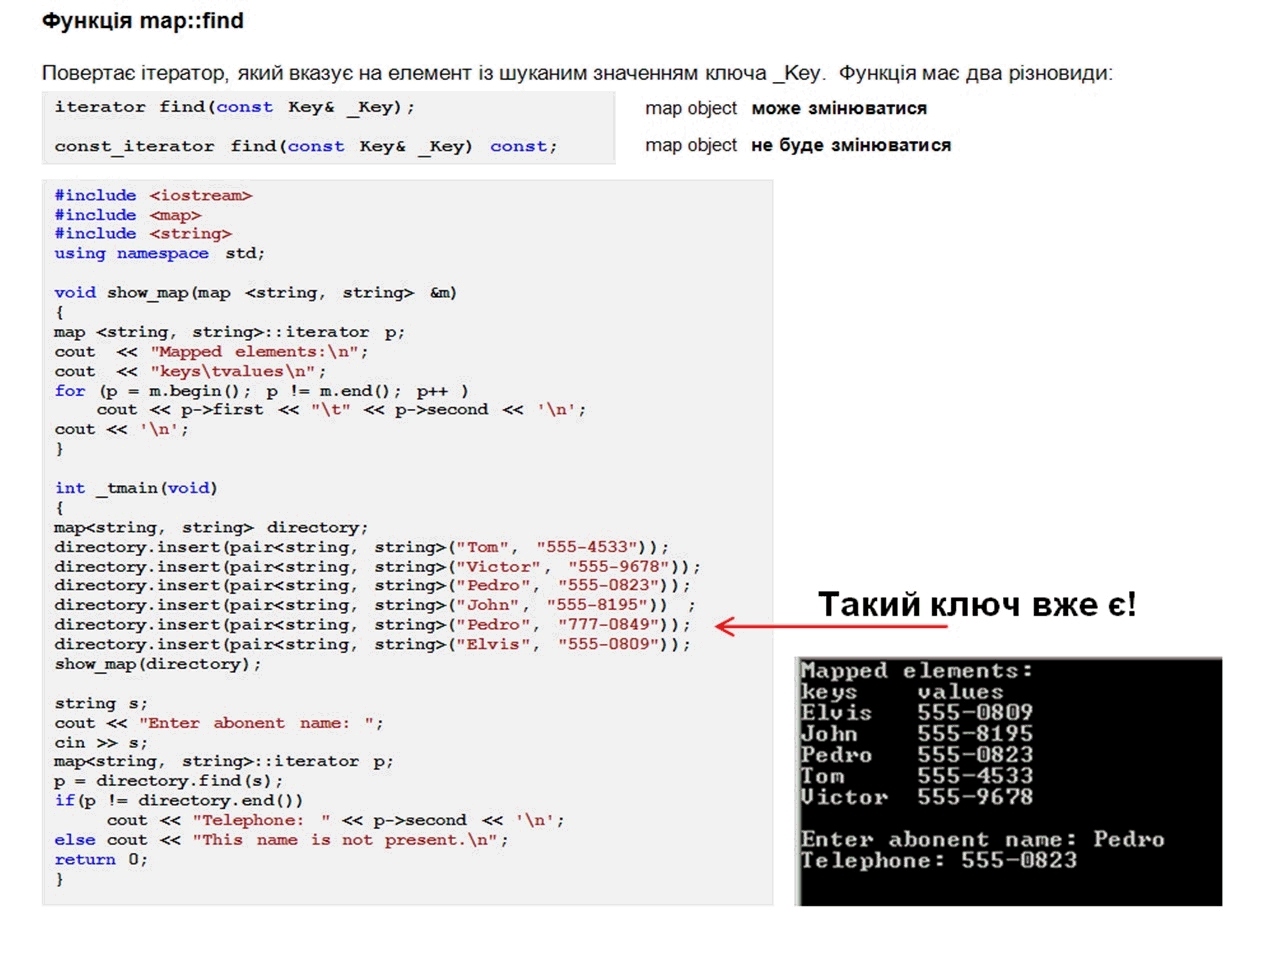 Функція map::find
Повертає ітератор, який вказує на елемент із шуканим значенням ключа _Key. Функція має два різновиди:
iterator find(const Key& _Key);
map object може змінюватися
const_iterator find(const Key& _Key) const;
map object не буде змінюватися
#include <iostream>
#include <map>
#include <string>
using namespace std;
void show_map(map <string, string> &m)
{
map <string, string>::iterator p;
cout << "Mapped elements:\n";
cout << "keys\tvalues\n";
for (p = m.begin(); p != m.end(); p++ )
cout << p->first << "\t" << p->second << '\n';
cout << '\n';
}
int _tmain(void)
{
map<string, string> directory;
directory.insert(pair<string, string>("Tom", "555-4533"));
directory.insert(pair<string, string>("Victor", "555-9678"));
directory.insert(pair<string, string>("Pedro", "555-0823"));
directory.insert(pair<string, string>("John", "555-8195")) ;
directory.insert(pair<string, string>("Pedro", "777-0849"));
directory.insert(pair<string, string>("Elvis", "555-0809"));
show_map(directory);
string s;
cout << "Enter abonent name: ";
cin >> s;
map<string, string>::iterator p;
p = directory.find(s);
if(p != directory.end())
cout << "Telephone: " << p->second << '\n';
else cout << "This name is not present.\n";
return 0;
}
Такий ключ вже є!
Mapped elements:
keys values
Elvis 555-0809
John 555-8195
Pedro 555-0823
Tom 555-4533
Victor 555-9678
Enter abonent name: Pedro
Telephone: 555-0823